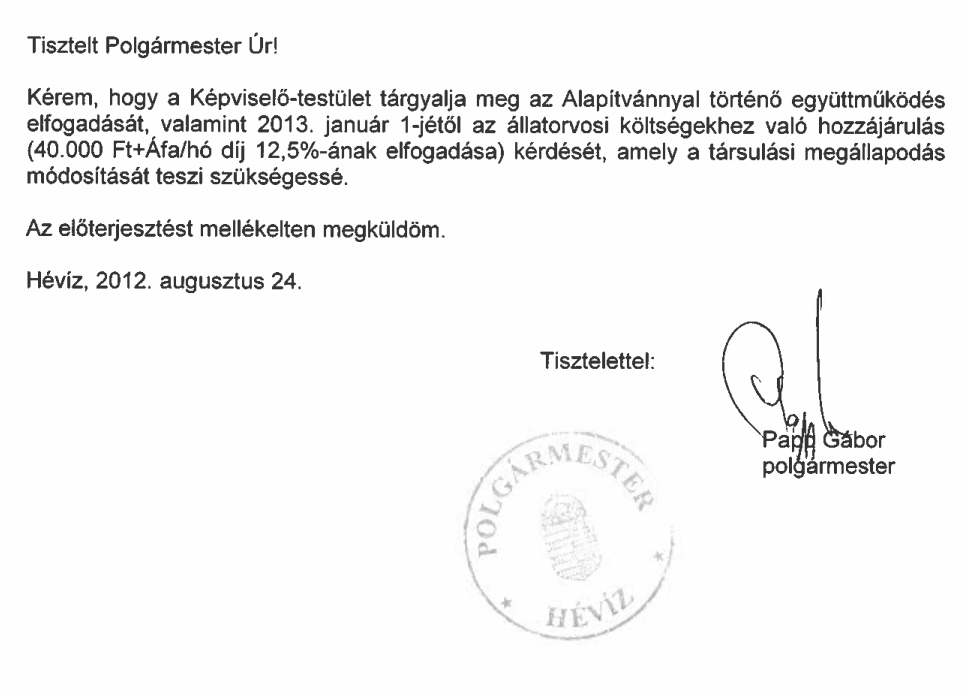 Tisztelt Polgármester Úr!
Kérem, hogy a Képviselő-testület tárgyalja meg az Alapítvánnyal történő együttműködés
elfogadását, valamint 2013. január 1-jétől az állatorvosi költségekhez való hozzájárulás
(40.000 Ft+Áfa/hó díj 12,5%-ának elfogadása) kérdését, amely a társulási megállapodás
módosítását teszi szükségessé.
Az előterjesztést mellékelten megküldöm.
Hévíz, 2012. augusztus 24.
Tisztelettel:
Papp Gábor
polgármester
POLGÁRMESTER
* HÉVÍZ *